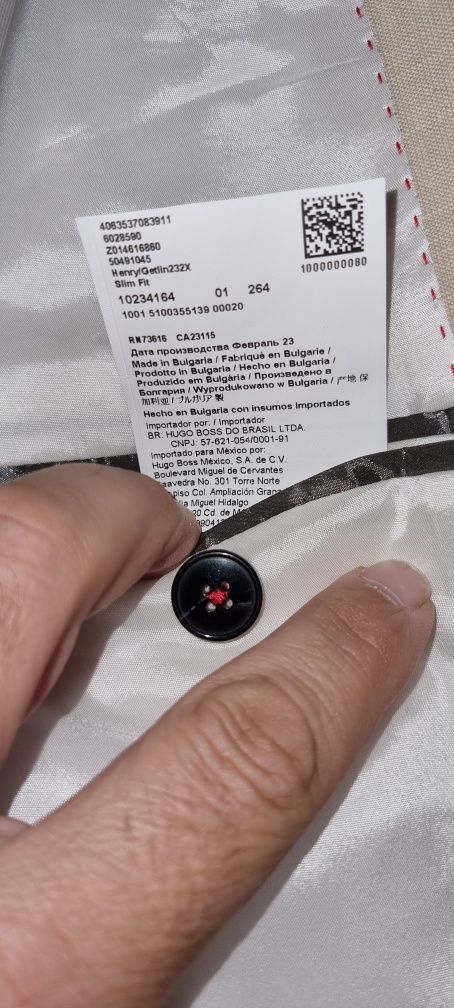 4063537083911
6028590
Z014616860
50491045
Henry/Getlin232X
Slim Fit
1000000080
10234164 01 264
1001 5100355139 00020
RN73616 CA23115
Дата производства Февраль 23
Made in Bulgaria / Fabriqué en Bulgarie /
Prodotto in Bulgaria / Hecho en Bulgaria /
Produzido em Bulgária / Произведено в
Болгария / Wyprodukowano w Bulgaria / 产地 保
加利亚 / ブルガリア 製
Hecho en Bulgaria con insumos importados
Importador por: / Importador
BR: HUGO BOSS DO BRASIL LTDA.
CNPJ: 57-621-054/0001-91
Importado para México por:
Hugo Boss México, S.A. de C.V.
Boulevard Miguel de Cervantes
Saavedra No. 301 Torre Norte
piso Col. Ampliación
Miguel Hidalgo
Cd. de